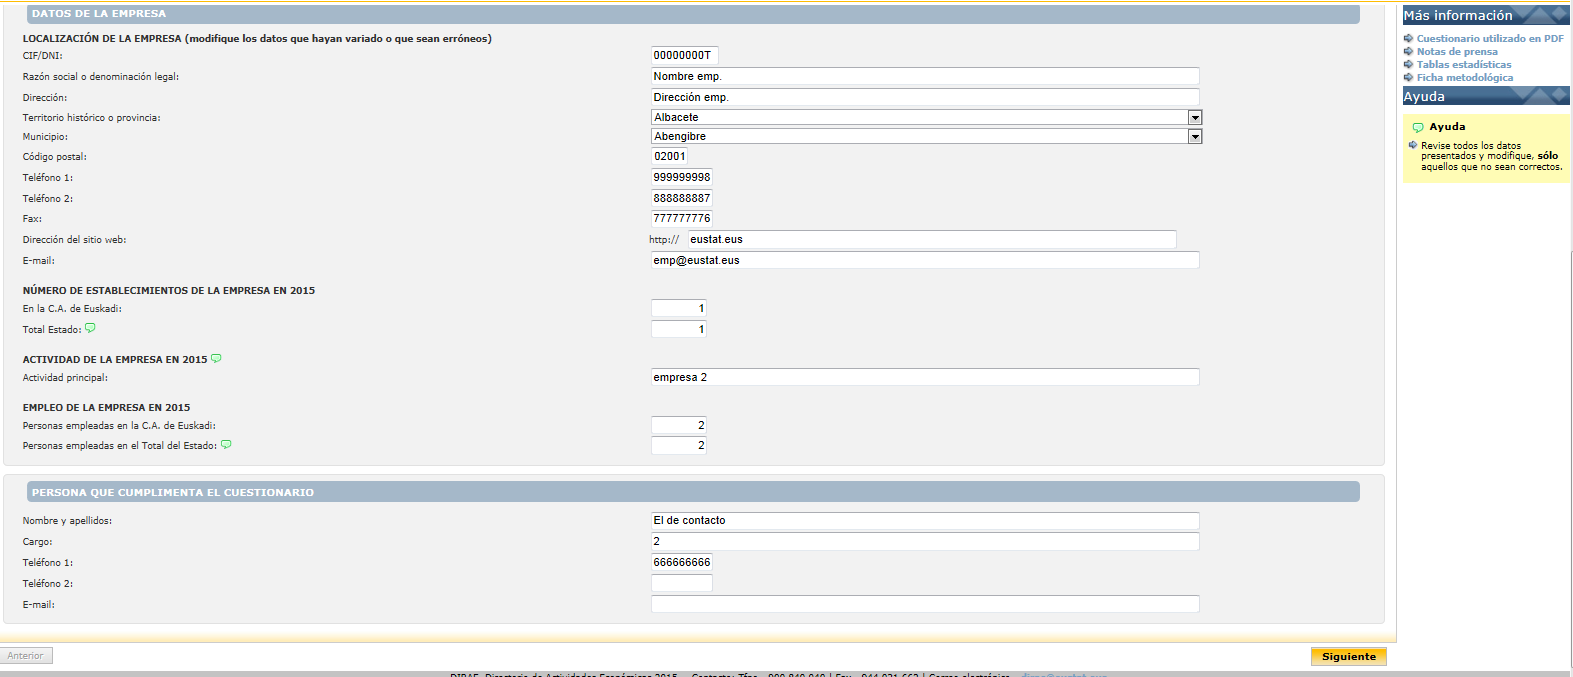 DATOS DE LA EMPRESA
LOCALIZACIÓN DE LA EMPRESA (modifique los datos que hayan variado o que sean erróneos)
CIF/DNI: 00000000T
Razón social o denominación legal: Nombre emp.
Dirección: Dirección emp.
Territorio histórico o provincia: Albacete
Municipio: Abengibre
Código postal: 02001
Teléfono 1: 999999998
Teléfono 2: 888888887
Fax: 777777776
Dirección del sitio web: http:// eustat.eus
E-mail: emp@eustat.eus
NÚMERO DE ESTABLECIMIENTOS DE LA EMPRESA EN 2015
En la C.A. de Euskadi: 1
Total Estado: 1
ACTIVIDAD DE LA EMPRESA EN 2015
Actividad principal: empresa 2
EMPLEO DE LA EMPRESA EN 2015
Personas empleadas en la C.A. de Euskadi: 2
Personas empleadas en el Total del Estado: 2
PERSONA QUE CUMPLIMENTA EL CUESTIONARIO
Nombre y apellidos: El de contacto
Cargo: 2
Teléfono 1: 666666666
Teléfono 2:
E-mail:
Anterior
Siguiente
Más información
Cuestionario utilizado en PDF
Notas de prensa
Tablas estadísticas
Ficha metodológica
Ayuda
Ayuda
Revise todos los datos
presentados y modifique, sólo
aquellos que no sean correctos.